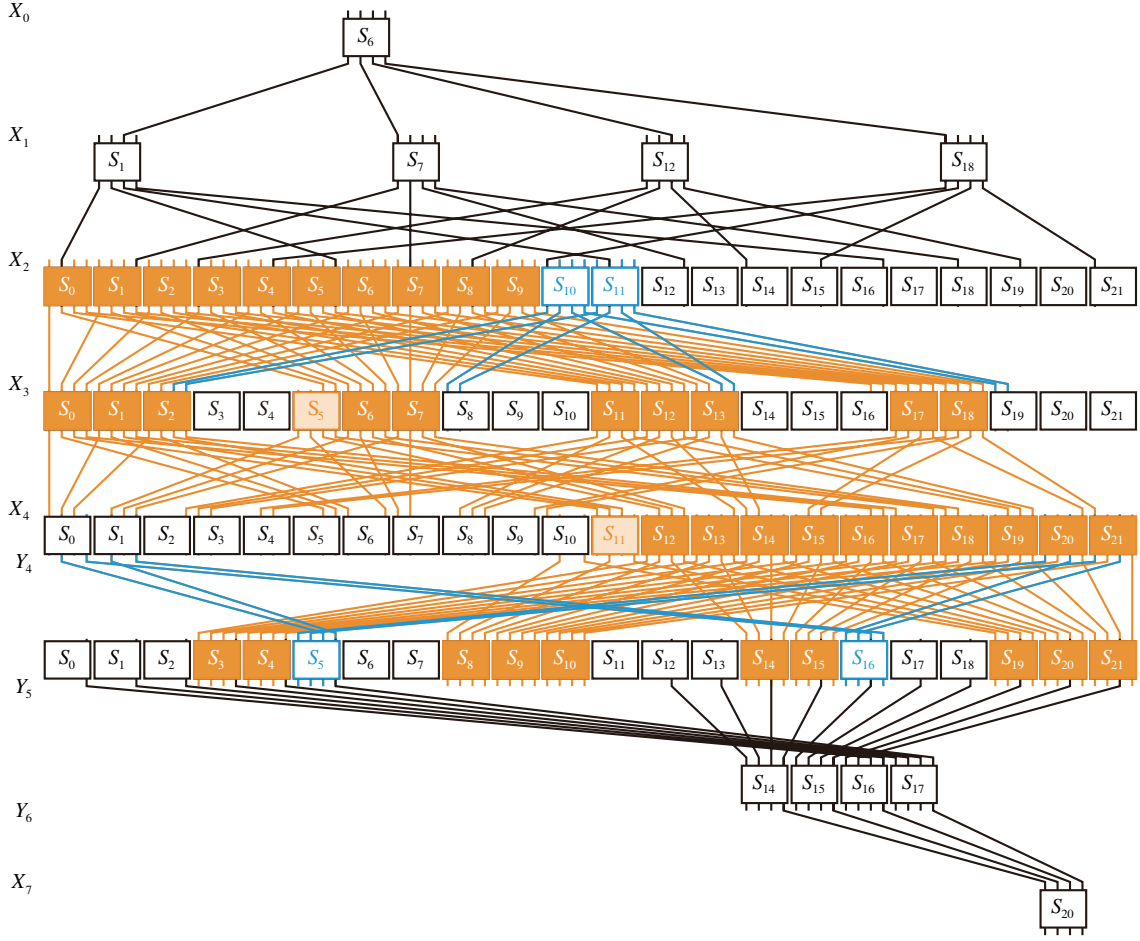 X₀
S₆
X₁
S₁ S₇ S₁₂ S₁₈
X₂
S₀ S₁ S₂ S₃ S₄ S₅ S₆ S₇ S₈ S₉ S₁₀ S₁₁ S₁₂ S₁₃ S₁₄ S₁₅ S₁₆ S₁₇ S₁₈ S₁₉ S₂₀ S₂₁
X₃
S₀ S₁ S₂ S₃ S₄ S₅ S₆ S₇ S₈ S₉ S₁₀ S₁₁ S₁₂ S₁₃ S₁₄ S₁₅ S₁₆ S₁₇ S₁₈ S₁₉ S₂₀ S₂₁
X₄
S₀ S₁ S₂ S₃ S₄ S₅ S₆ S₇ S₈ S₉ S₁₀ S₁₁ S₁₂ S₁₃ S₁₄ S₁₅ S₁₆ S₁₇ S₁₈ S₁₉ S₂₀ S₂₁
Y₄
S₀ S₁ S₂ S₃ S₄ S₅ S₆ S₇ S₈ S₉ S₁₀ S₁₁ S₁₂ S₁₃ S₁₄ S₁₅ S₁₆ S₁₇ S₁₈ S₁₉ S₂₀ S₂₁
Y₅
S₁₄ S₁₅ S₁₆ S₁₇
Y₆
X₇
S₂₀